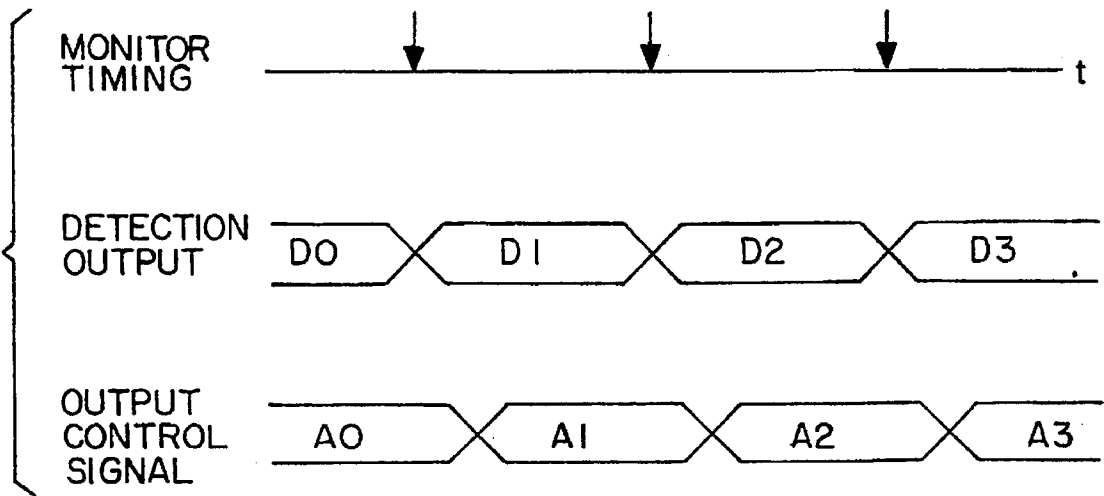 MONITOR
TIMING
t
DETECTION
OUTPUT
D0 D1 D2 D3
OUTPUT
CONTROL
SIGNAL
A0 A1 A2 A3